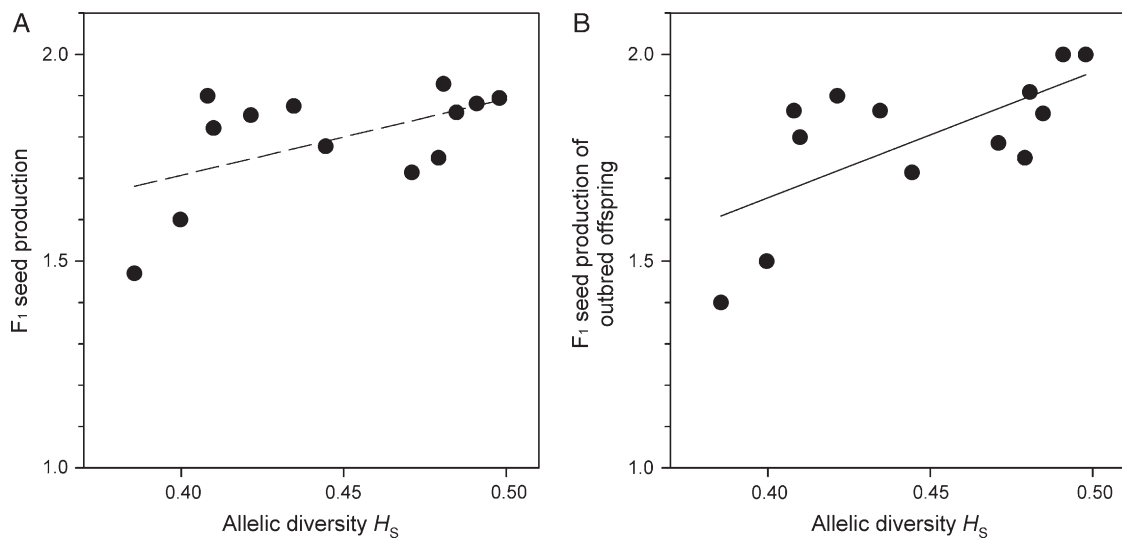 A
F₁ seed production
2.0
1.5
1.0
0.40
0.45
0.50
Allelic diversity Hₛ
B
F₁ seed production of
outbred offspring
2.0
1.5
1.0
0.40
0.45
0.50
Allelic diversity Hₛ